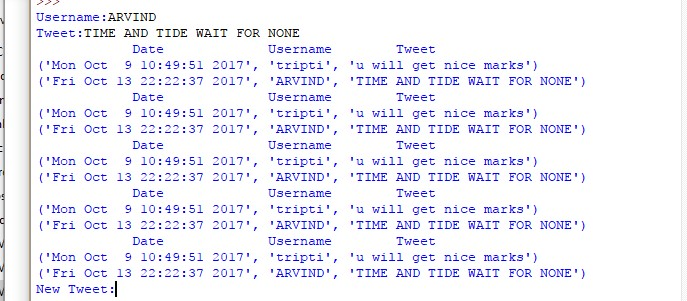 >>>
Username:ARVIND
Tweet:TIME AND TIDE WAIT FOR NONE
Date Username Tweet
('Mon Oct  9 10:49:51 2017', 'tripti', 'u will get nice marks')
('Fri Oct 13 22:22:37 2017', 'ARVIND', 'TIME AND TIDE WAIT FOR NONE')
Date Username Tweet
('Mon Oct  9 10:49:51 2017', 'tripti', 'u will get nice marks')
('Fri Oct 13 22:22:37 2017', 'ARVIND', 'TIME AND TIDE WAIT FOR NONE')
Date Username Tweet
('Mon Oct  9 10:49:51 2017', 'tripti', 'u will get nice marks')
('Fri Oct 13 22:22:37 2017', 'ARVIND', 'TIME AND TIDE WAIT FOR NONE')
Date Username Tweet
('Mon Oct  9 10:49:51 2017', 'tripti', 'u will get nice marks')
('Fri Oct 13 22:22:37 2017', 'ARVIND', 'TIME AND TIDE WAIT FOR NONE')
Date Username Tweet
('Mon Oct  9 10:49:51 2017', 'tripti', 'u will get nice marks')
('Fri Oct 13 22:22:37 2017', 'ARVIND', 'TIME AND TIDE WAIT FOR NONE')
New Tweet: